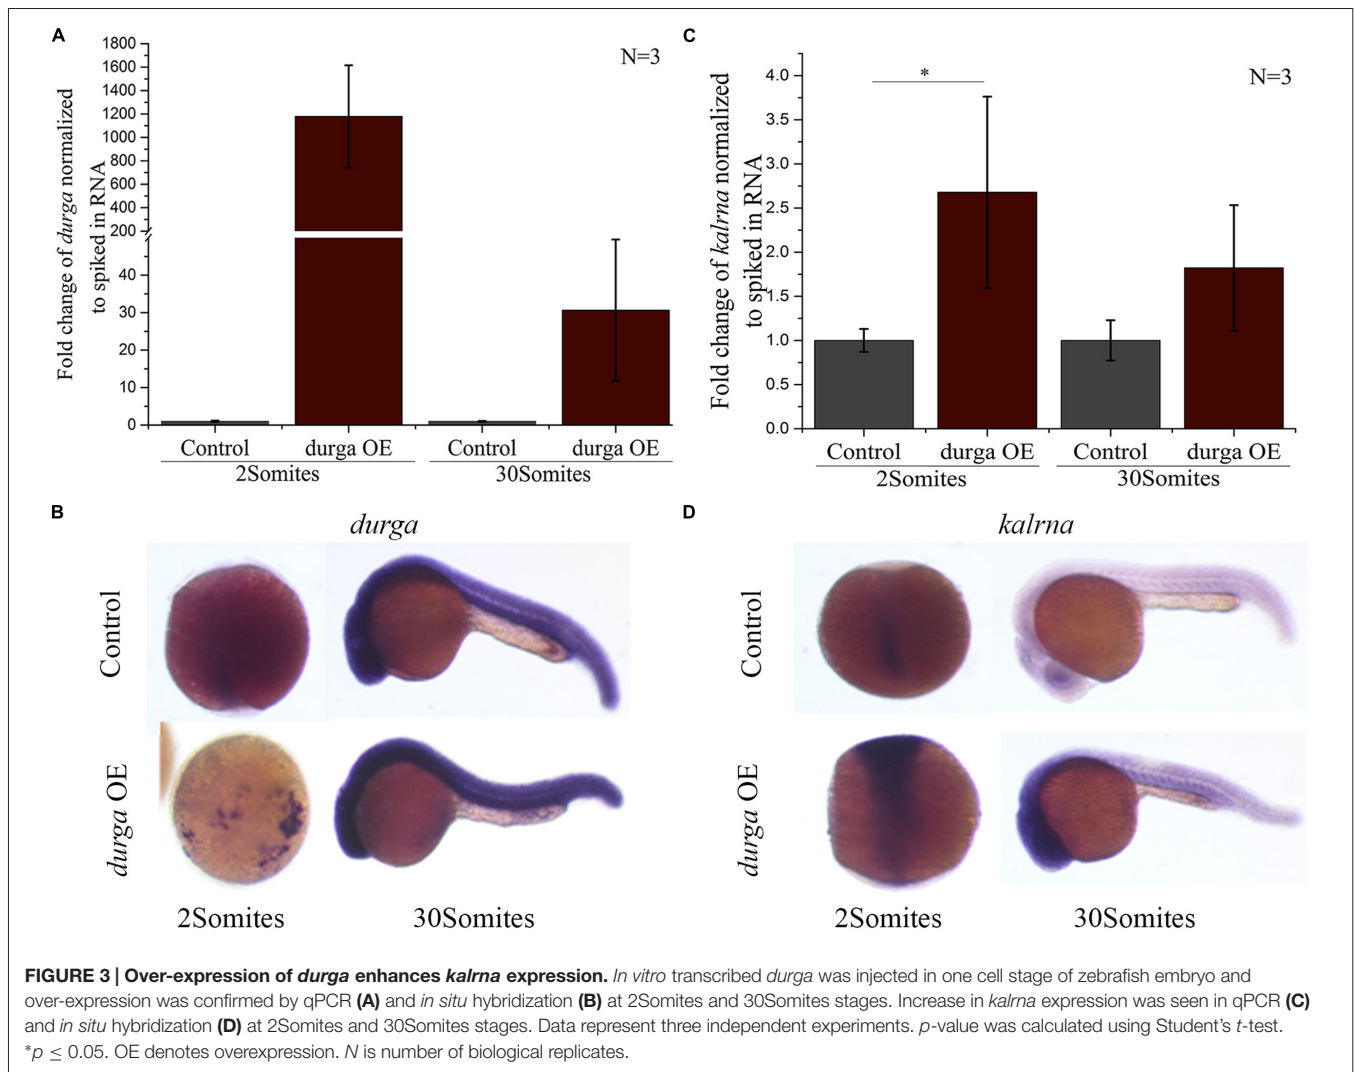 A
1800
1600
1400
1200
1000
800
600
400
200
40
30
20
10
0
Fold change of durga normalized
to spiked in RNA
N=3
Control
durga OE
Control
durga OE
2Somites
30Somites
C
4.0
3.5
3.0
2.5
2.0
1.5
1.0
0.5
0.0
Fold change of kalrna normalized
to spiked in RNA
*
N=3
Control
durga OE
Control
durga OE
2Somites
30Somites
B
durga
Control
durga OE
2Somites
30Somites
D
kalrna
Control
durga OE
2Somites
30Somites
FIGURE 3 | Over-expression of durga enhances kalrna expression. In vitro transcribed durga was injected in one cell stage of zebrafish embryo and
over-expression was confirmed by qPCR (A) and in situ hybridization (B) at 2Somites and 30Somites stages. Increase in kalrna expression was seen in qPCR (C)
and in situ hybridization (D) at 2Somites and 30Somites stages. Data represent three independent experiments. p-value was calculated using Student’s t-test.
*p ≤ 0.05. OE denotes overexpression. N is number of biological replicates.